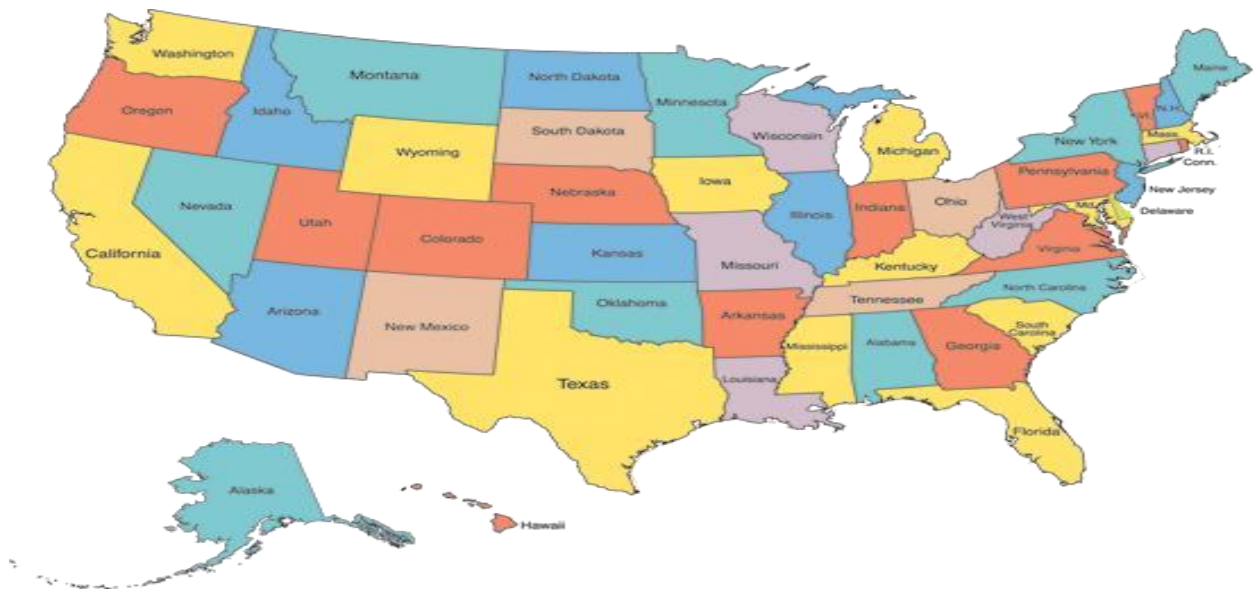 Washington
Oregon
California
Idaho
Nevada
Montana
Wyoming
Utah
Arizona
Colorado
New Mexico
North Dakota
South Dakota
Nebraska
Kansas
Oklahoma
Texas
Minnesota
Iowa
Missouri
Arkansas
Louisiana
Wisconsin
Illinois
Michigan
Indiana
Ohio
Kentucky
Tennessee
Mississippi
Alabama
Georgia
Florida
South
Carolina
North Carolina
Virginia
West
Virginia
Md.
Delaware
Pennsylvania
New Jersey
New York
Conn.
R.I.
Mass.
Vt.
N.H.
Maine
Alaska
Hawaii